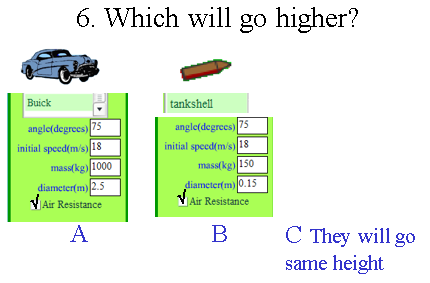 6. Which will go higher?
Buick
angle(degrees) 75
initial speed(m/s) 18
mass(kg) 1000
diameter(m) 2.5
Air Resistance
A
tankshell
angle(degrees) 75
initial speed(m/s) 18
mass(kg) 150
diameter(m) 0.15
Air Resistance
B
C They will go
same height